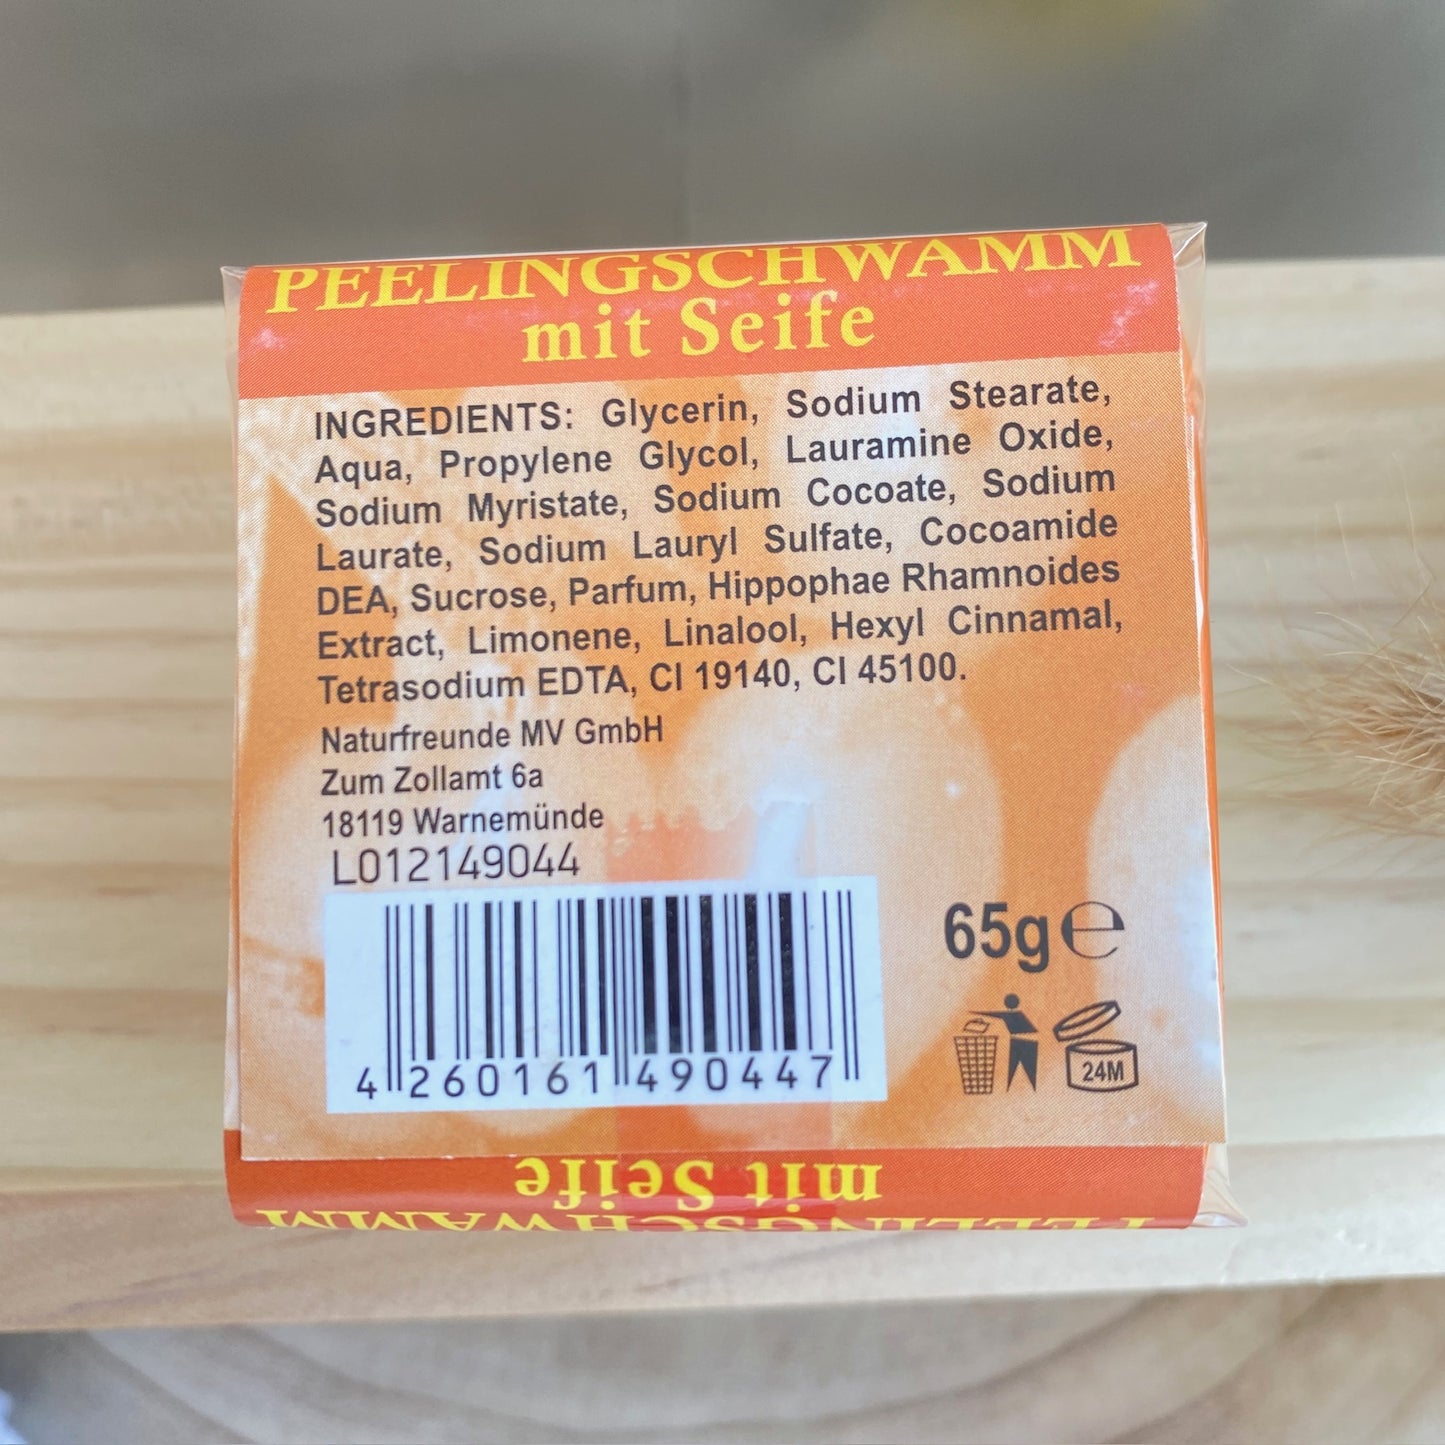 PEELINGSCHWAMM
mit Seife
INGREDIENTS: Glycerin, Sodium Stearate,
Aqua, Propylene Glycol, Lauramine Oxide,
Sodium Myristate, Sodium Cocoate, Sodium
Laurate, Sodium Lauryl Sulfate, Cocoamide
DEA, Sucrose, Parfum, Hippophae Rhamnoides
Extract, Limonene, Linalool, Hexyl Cinnamal,
Tetrasodium EDTA, CI 19140, CI 45100.
Naturfreunde MV GmbH
Zum Zollamt 6a
18119 Warnemünde
L012149044
65g e
24M
4 260161 490447
mit Seife
PEELINGSCHWAMM